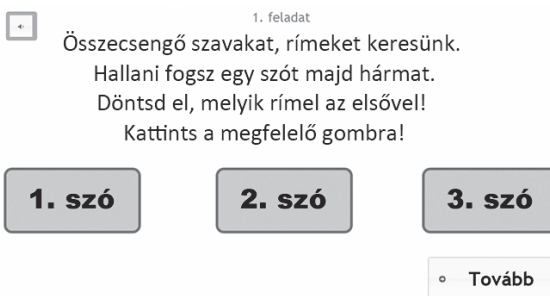 1. feladat
Összecsengő szavakat, rímeket keresünk.
Hallani fogsz egy szót majd hármat.
Döntsd el, melyik rímel az elsővel!
Kattints a megfelelő gombra!
1. szó 2. szó 3. szó
Tovább